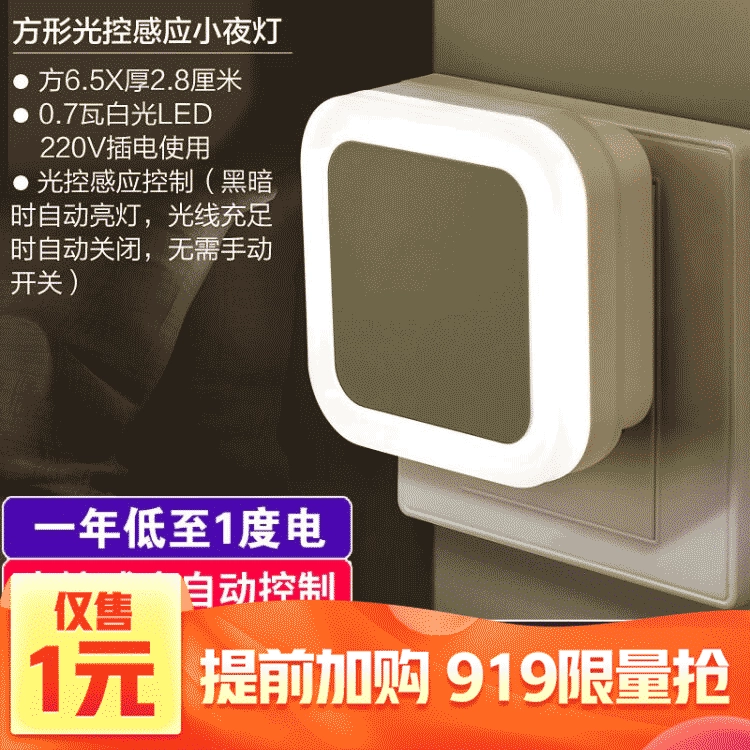 方形光控感应小夜灯
● 方6.5X厚2.8厘米
● 0.7瓦白光LED
220V插电使用
● 光控感应控制（黑暗
时自动亮灯，光线充足
时自动关闭，无需手动
开关）
一年低至1度电
自动控制
仅售
1元
提前加购 919限量抢